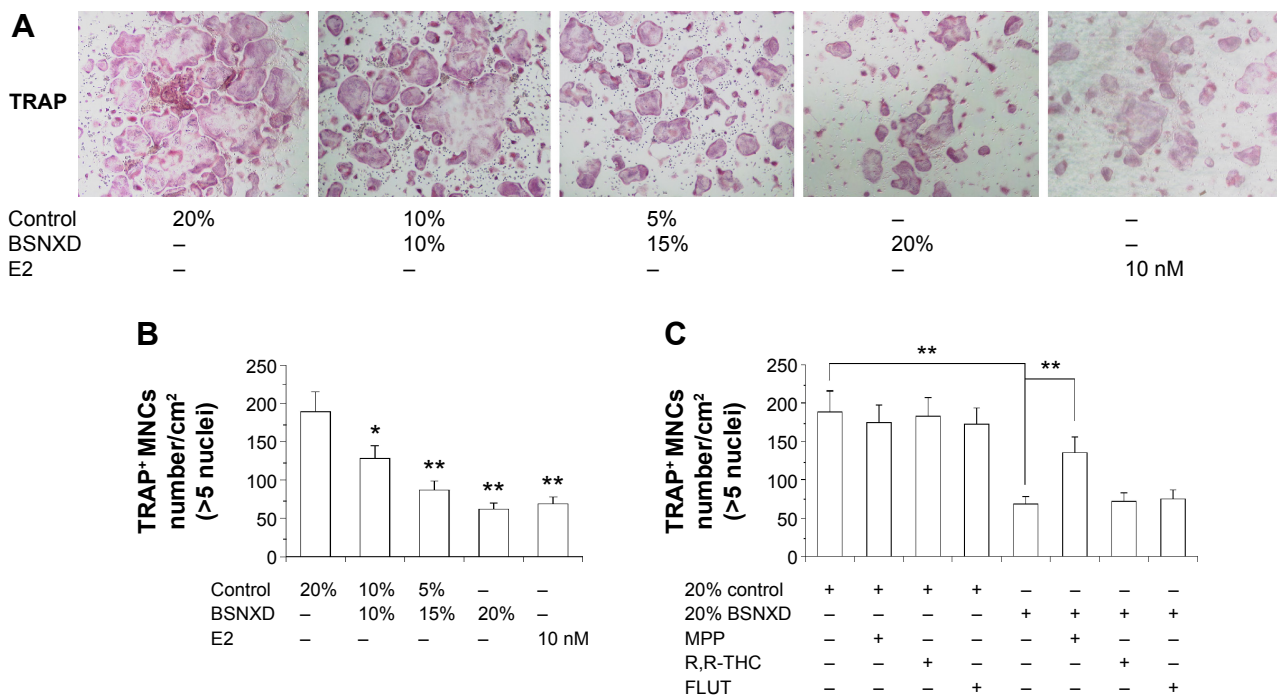 A
TRAP
Control 20% 10% 5% – –
BSNXD – 10% 15% 20% –
E2 – – – – 10 nM
B
TRAP⁺ MNCs
number/cm²
(>5 nuclei)
250
200
150
100
50
0
* ** ** **
Control 20% 10% 5% – –
BSNXD – 10% 15% 20% –
E2 – – – – 10 nM
C
TRAP⁺ MNCs
number/cm²
(>5 nuclei)
250
200
150
100
50
0
** **
20% control + + + + – – – –
20% BSNXD – – – – + + + +
MPP – + – – – + – –
R,R-THC – – + – – – + –
FLUT – – – + – – – +